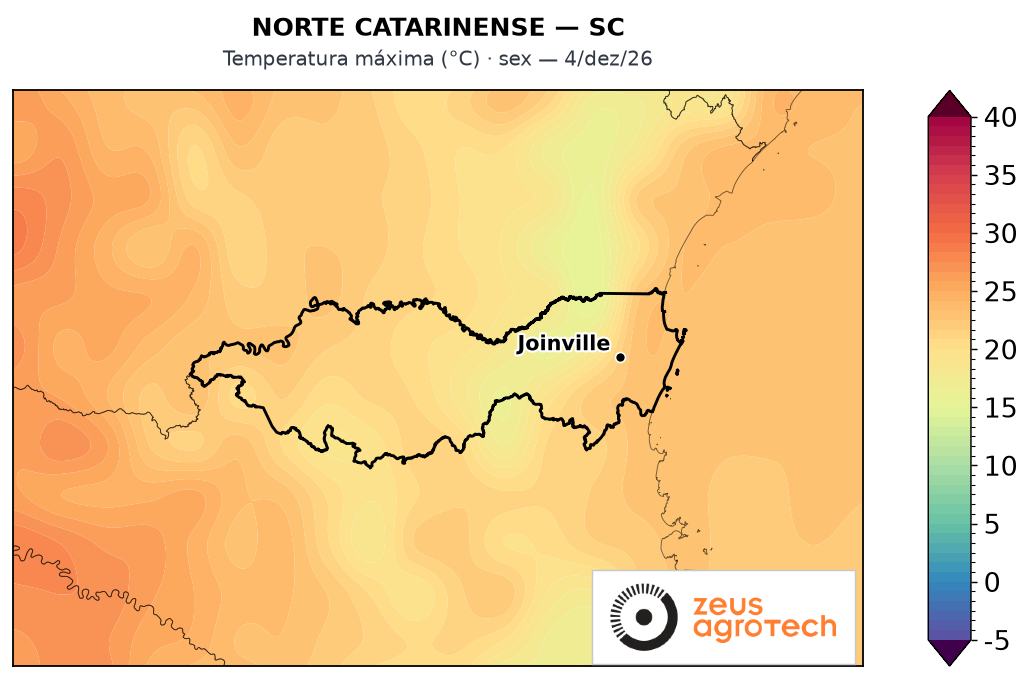 NORTE CATARINENSE — SC
Temperatura máxima (°C) · sex — 4/dez/26
Joinville
40
35
30
25
20
15
10
5
0
-5
zeus
agrotech